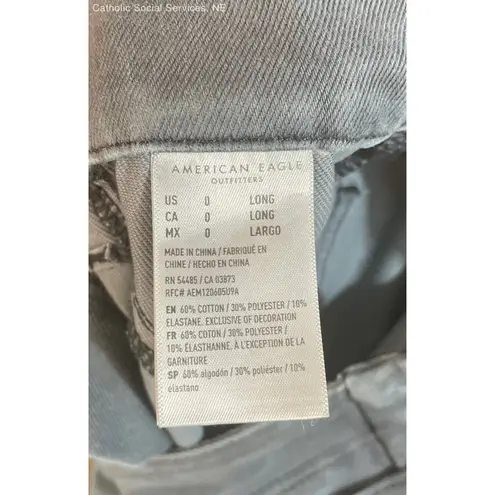 Catholic Social Services, NE
AMERICAN EAGLE
OUTFITTERS
US 0 LONG
CA 0 LONG
MX 0 LARGO
MADE IN CHINA / FABRIQUÉ EN
CHINE / HECHO EN CHINA
RN 54485 / CA 03873
RFC# AEM120605U9A
EN 60% COTTON / 30% POLYESTER / 10%
ELASTANE. EXCLUSIVE OF DECORATION
FR 60% COTON / 30% POLYESTER /
10% ÉLASTHANNE. À L'EXCEPTION DE LA
GARNITURE
SP 60% algodón / 30% poliéster / 10%
elastano